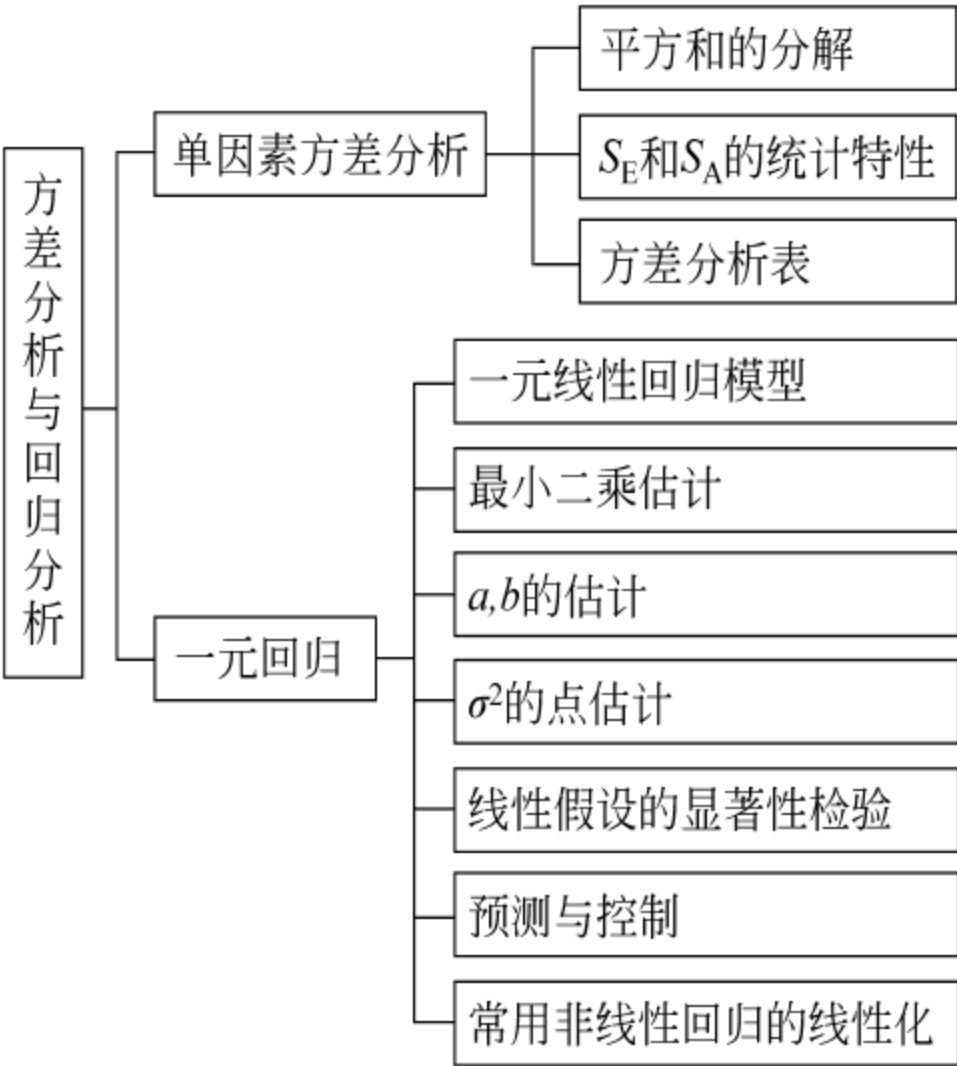 方差分析与回归分析
单因素方差分析
平方和的分解
S_E和S_A的统计特性
方差分析表
一元回归
一元线性回归模型
最小二乘估计
a,b的估计
σ²的点估计
线性假设的显著性检验
预测与控制
常用非线性回归的线性化